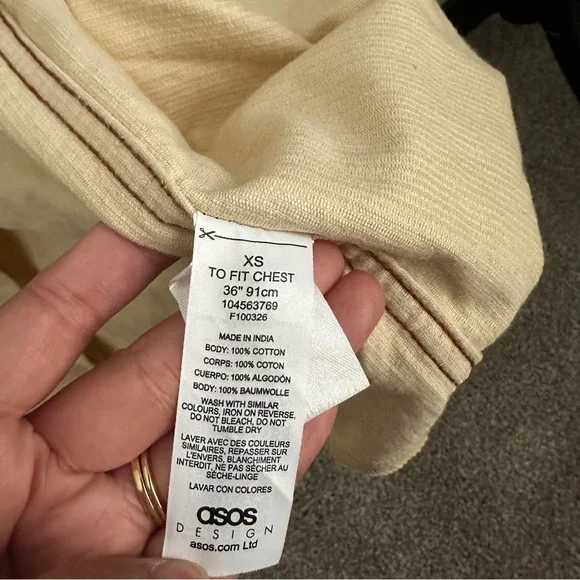 XS
TO FIT CHEST
36" 91cm
104563769
F100326
MADE IN INDIA
BODY: 100% COTTON
CORPS: 100% COTON
CUERPO: 100% ALGODÓN
BODY: 100% BAUMWOLLE
WASH WITH SIMILAR
COLOURS, IRON ON REVERSE,
DO NOT BLEACH, DO NOT
TUMBLE DRY
LAVER AVEC DES COULEURS
SIMILAIRES, REPASSER SUR
L'ENVERS, BLANCHIMENT
INTERDIT, NE PAS SÉCHER AU
SÈCHE-LINGE
LAVAR CON COLORES
asos
DESIGN
asos.com Ltd